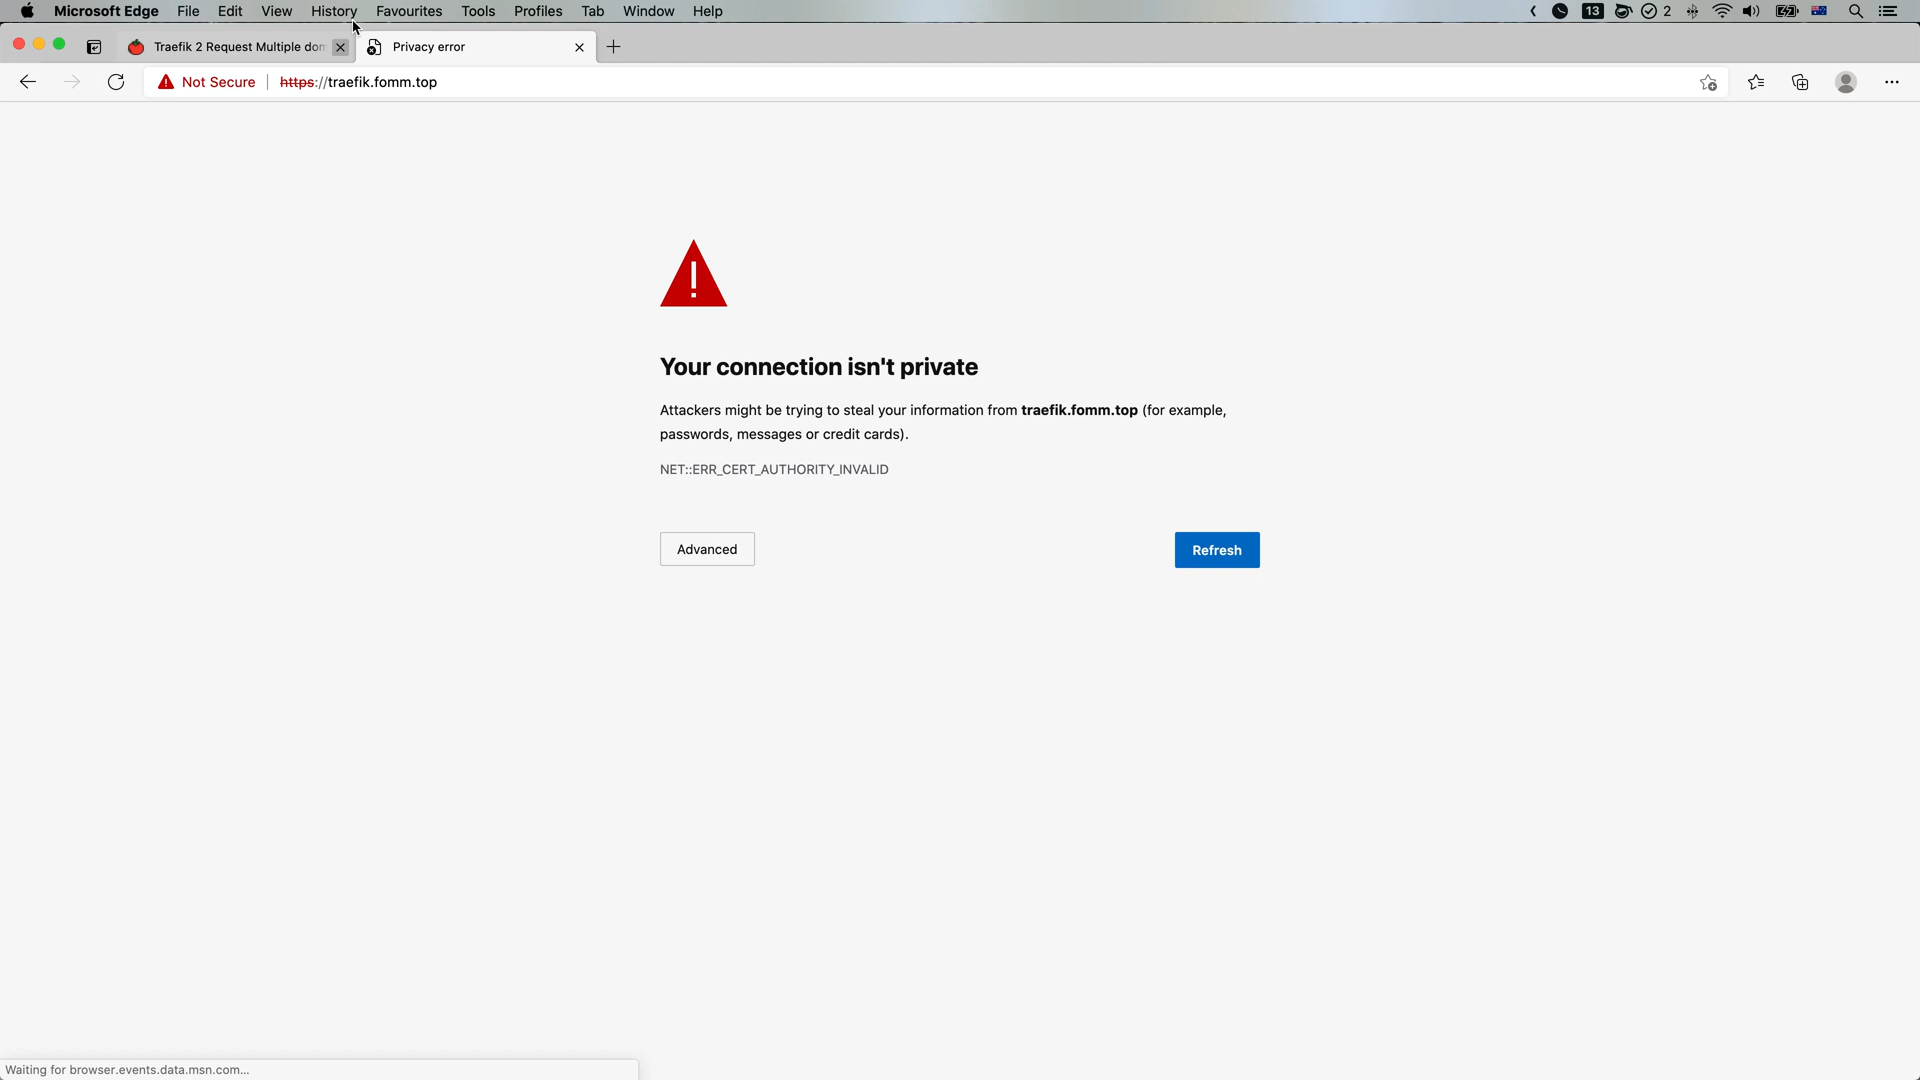 Microsoft Edge File Edit View History Favourites Tools Profiles Tab Window Help 13 2
Traefik 2 Request Multiple dom
Privacy error
Not Secure https://traefik.fomm.top
Your connection isn't private
Attackers might be trying to steal your information from traefik.fomm.top (for example,
passwords, messages or credit cards).
NET::ERR_CERT_AUTHORITY_INVALID
Advanced
Refresh
Waiting for browser.events.data.msn.com...